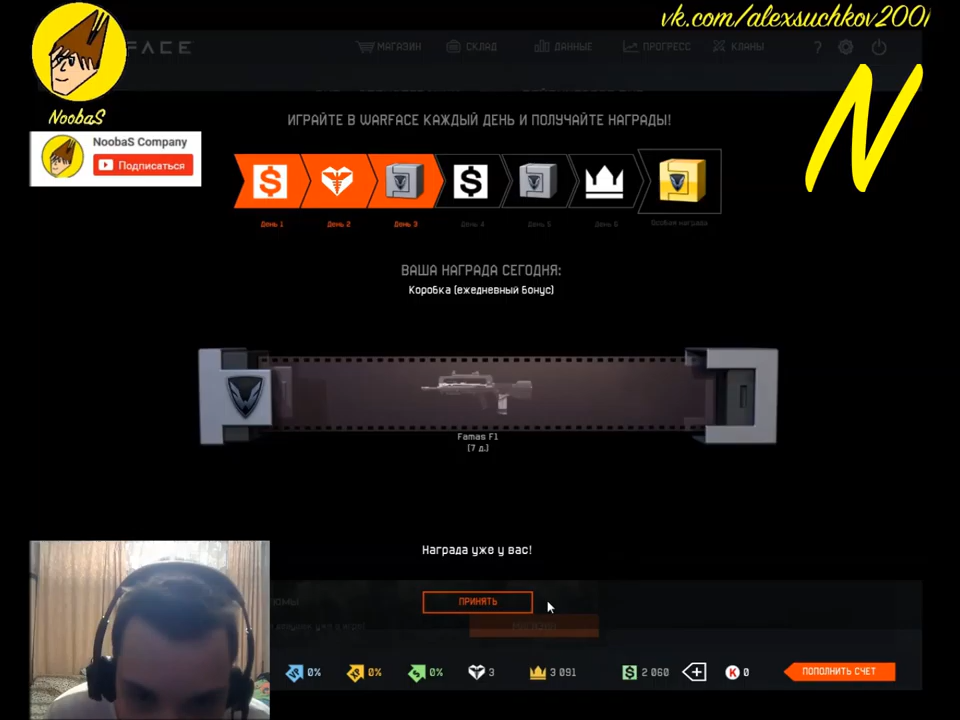 vk.com/alexsuchkov200
FACE
МАГАЗИН
СКЛАД
ДАННЫЕ
ПРОГРЕСС
КЛАНЫ
?
N
NoobaS
NoobaS Company
Подписаться
ИГРАЙТЕ В WARFACE КАЖДЫЙ ДЕНЬ И ПОЛУЧАЙТЕ НАГРАДЫ!
День 1
День 2
День 3
День 4
День 5
День 6
Особая награда
ВАША НАГРАДА СЕГОДНЯ:
Коробка (ежедневный бонус)
Famas F1
(7 д.)
Награда уже у вас!
ПРИНЯТЬ
0%
0%
0%
3
3 091
2 060
K 0
ПОПОЛНИТЬ СЧЕТ